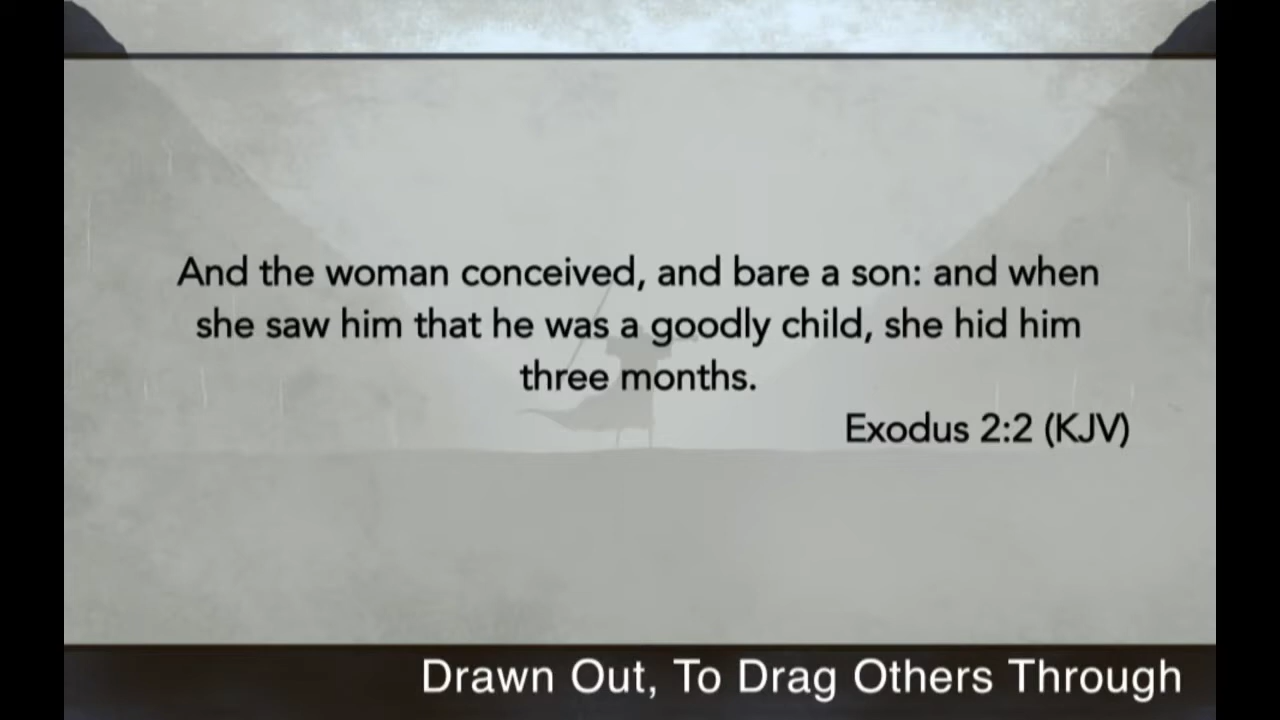 And the woman conceived, and bare a son: and when
she saw him that he was a goodly child, she hid him
three months.
Exodus 2:2 (KJV)
Drawn Out, To Drag Others Through